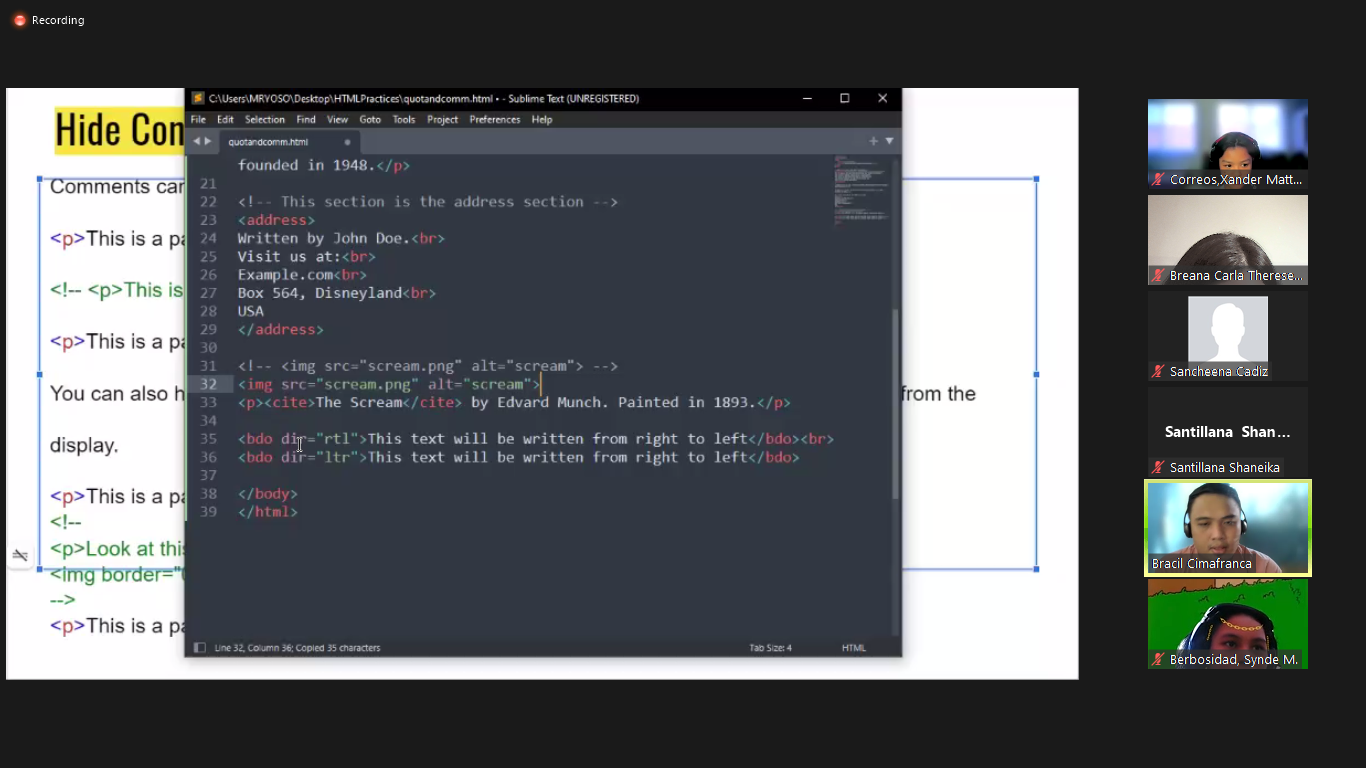 Recording
C:\Users\MRYOSO\Desktop\HTMLPractices\quotandcomm.html • - Sublime Text (UNREGISTERED)
File Edit Selection Find View Goto Tools Project Preferences Help
quotandcomm.html
founded in 1948.</p>
21
22 <!-- This section is the address section -->
23 <address>
24 Written by John Doe.<br>
25 Visit us at:<br>
26 Example.com<br>
27 Box 564, Disneyland<br>
28 USA
29 </address>
30
31 <!-- <img src="scream.png" alt="scream"> -->
32 <img src="scream.png" alt="scream">
33 <p><cite>The Scream</cite> by Edvard Munch. Painted in 1893.</p>
34
35 <bdo dir="rtl">This text will be written from right to left</bdo><br>
36 <bdo dir="ltr">This text will be written from right to left</bdo>
37
38 </body>
39 </html>
Line 32, Column 36; Copied 35 characters
Tab Size: 4
HTML
Hide Con
Comments can
<p>This is a pa
<!-- <p>This is
<p>This is a pa
You can also h
from the
display.
<p>This is a pa
<!--
<p>Look at this
<img border="0
-->
<p>This is a pa
Correos,Xander Matt...
Breana Carla Therese...
Sancheena Cadiz
Santillana Shan...
Santillana Shaneika
Bracil Cimafranca
Berbosidad, Synde M.